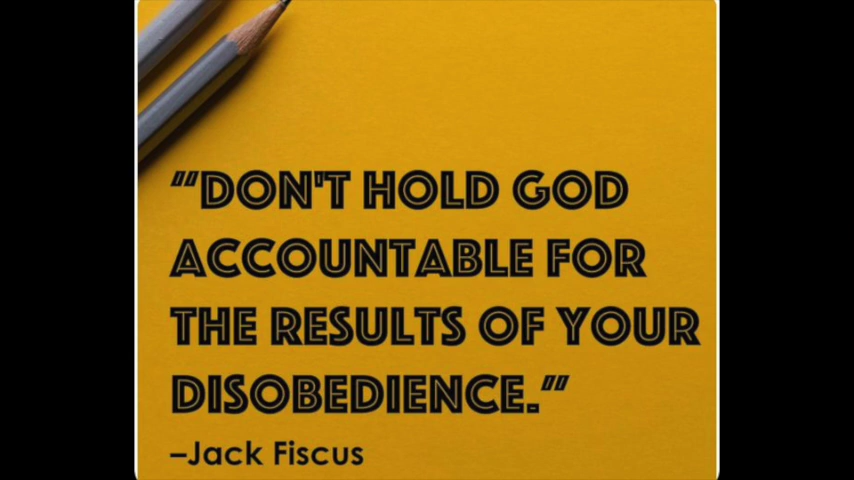 "DON'T HOLD GOD
ACCOUNTABLE FOR
THE RESULTS OF YOUR
DISOBEDIENCE."
–Jack Fiscus